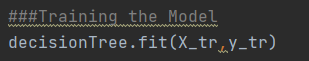 ###Training the Model
decisionTree.fit(X_tr,y_tr)